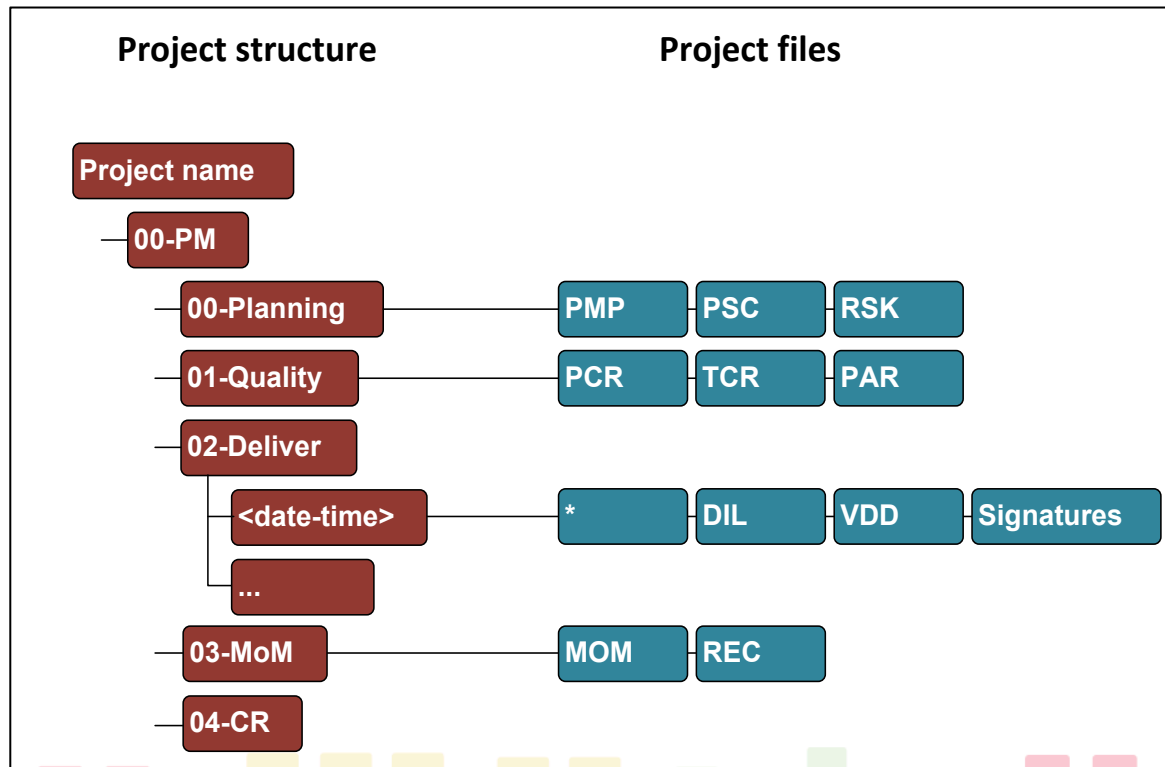 Project structure Project files
Project name
00-PM
00-Planning PMP PSC RSK
01-Quality PCR TCR PAR
02-Deliver
<date-time> * DIL VDD Signatures
...
03-MoM MOM REC
04-CR